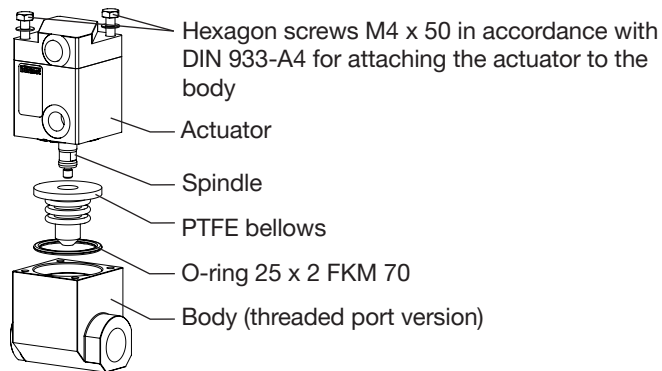 Hexagon screws M4 x 50 in accordance with
DIN 933-A4 for attaching the actuator to the
body
Actuator
Spindle
PTFE bellows
O-ring 25 x 2 FKM 70
Body (threaded port version)